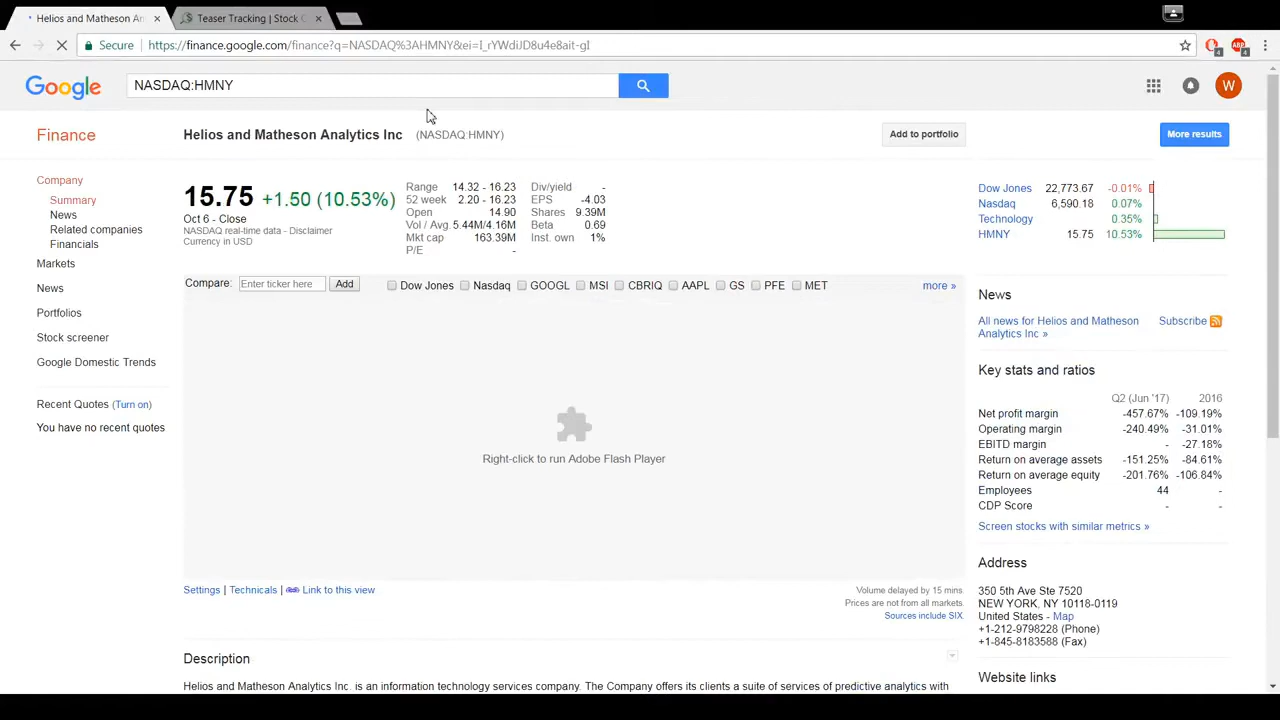 Helios and Matheson An
Teaser Tracking | Stock G
Secure
https://finance.google.com/finance?q=NASDAQ%3AHMNY&ei=I_rYWdiJD8u4e8ait-gI
4
ABP
4
Google
NASDAQ:HMNY
W
Finance
Helios and Matheson Analytics Inc (NASDAQ:HMNY)
Add to portfolio
More results
Company
Summary
News
Related companies
Financials
Markets
News
Portfolios
Stock screener
Google Domestic Trends
Recent Quotes (Turn on)
You have no recent quotes
15.75 +1.50 (10.53%)
Oct 6 - Close
NASDAQ real-time data - Disclaimer
Currency in USD
Range 14.32 - 16.23
52 week 2.20 - 16.23
Open 14.90
Vol / Avg. 5.44M/4.16M
Mkt cap 163.39M
P/E -
Div/yield -
EPS -4.03
Shares 9.39M
Beta 0.69
Inst. own 1%
Dow Jones 22,773.67 -0.01%
Nasdaq 6,590.18 0.07%
Technology 0.35%
HMNY 15.75 10.53%
Compare: Enter ticker here Add Dow Jones Nasdaq GOOGL MSI CBRIQ AAPL GS PFE MET more »
Right-click to run Adobe Flash Player
Settings | Technicals | Link to this view
Volume delayed by 15 mins.
Prices are not from all markets.
Sources include SIX.
Description
Helios and Matheson Analytics Inc. is an information technology services company. The Company offers its clients a suite of services of predictive analytics with
News
All news for Helios and Matheson
Analytics Inc »
Subscribe
Key stats and ratios
Q2 (Jun '17) 2016
Net profit margin -457.67% -109.19%
Operating margin -240.49% -31.01%
EBITD margin - -27.18%
Return on average assets -151.25% -84.61%
Return on average equity -201.76% -106.84%
Employees 44 -
CDP Score - -
Screen stocks with similar metrics »
Address
350 5th Ave Ste 7520
NEW YORK, NY 10118-0119
United States - Map
+1-212-9798228 (Phone)
+1-845-8183588 (Fax)
Website links